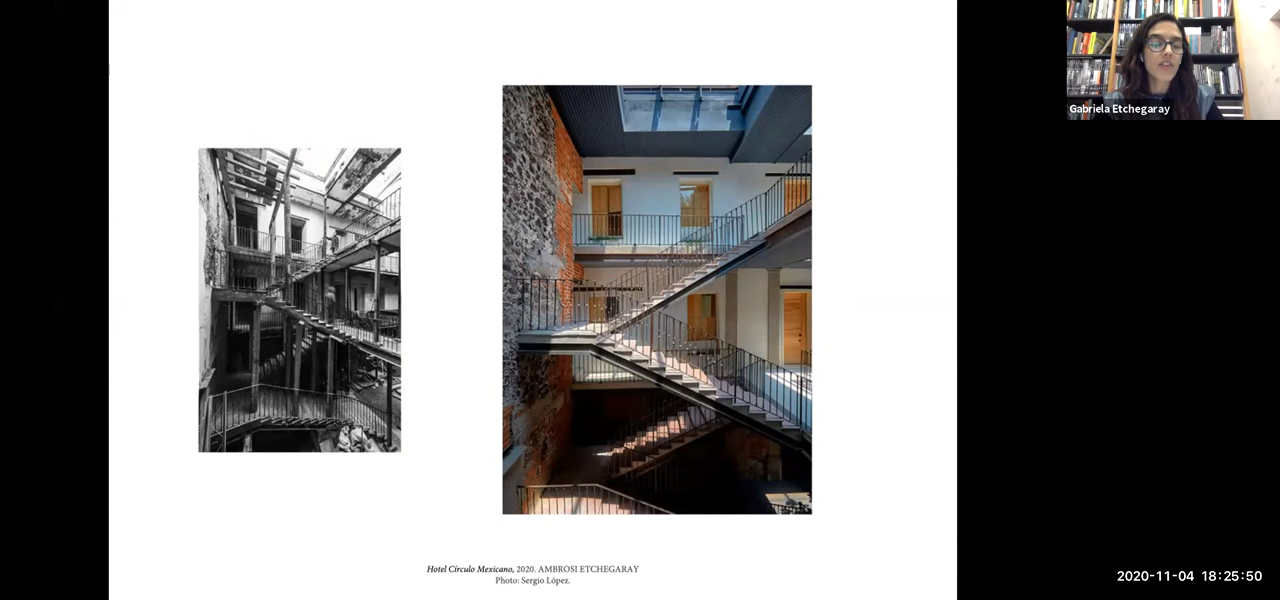 Gabriela Etchegaray
Hotel Círculo Mexicano, 2020. AMBROSI ETCHEGARAY
Photo: Sergio López.
2020-11-04 18:25:50